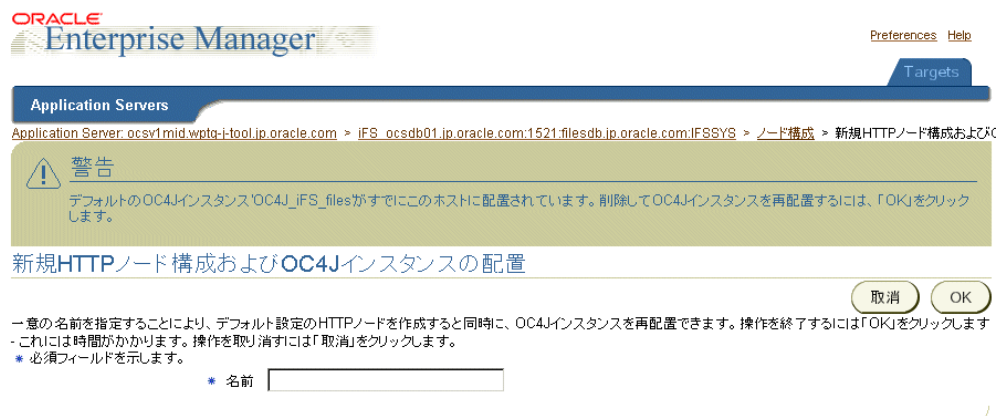 ORACLE
Enterprise Manager
Preferences Help
Targets
Application Servers
Application Server: ocsv1mid.wptg-j-tool.jp.oracle.com > iFS_ocsdb01.jp.oracle.com:1521:filesdb.jp.oracle.com:IFSSYS > ノード構成 > 新規HTTPノード構成およびO
警告
デフォルトのOC4Jインスタンス'OC4J_iFS_files'がすでにこのホストに配置されています。削除してOC4Jインスタンスを再配置するには、「OK」をクリック
します。
新規HTTPノード構成およびOC4Jインスタンスの配置
取消 OK
一意の名前を指定することにより、デフォルト設定のHTTPノードを作成すると同時に、OC4Jインスタンスを再配置できます。操作を終了するには「OK」をクリックします
- これには時間がかかります。操作を取り消すには「取消」をクリックします。
* 必須フィールドを示します。
* 名前